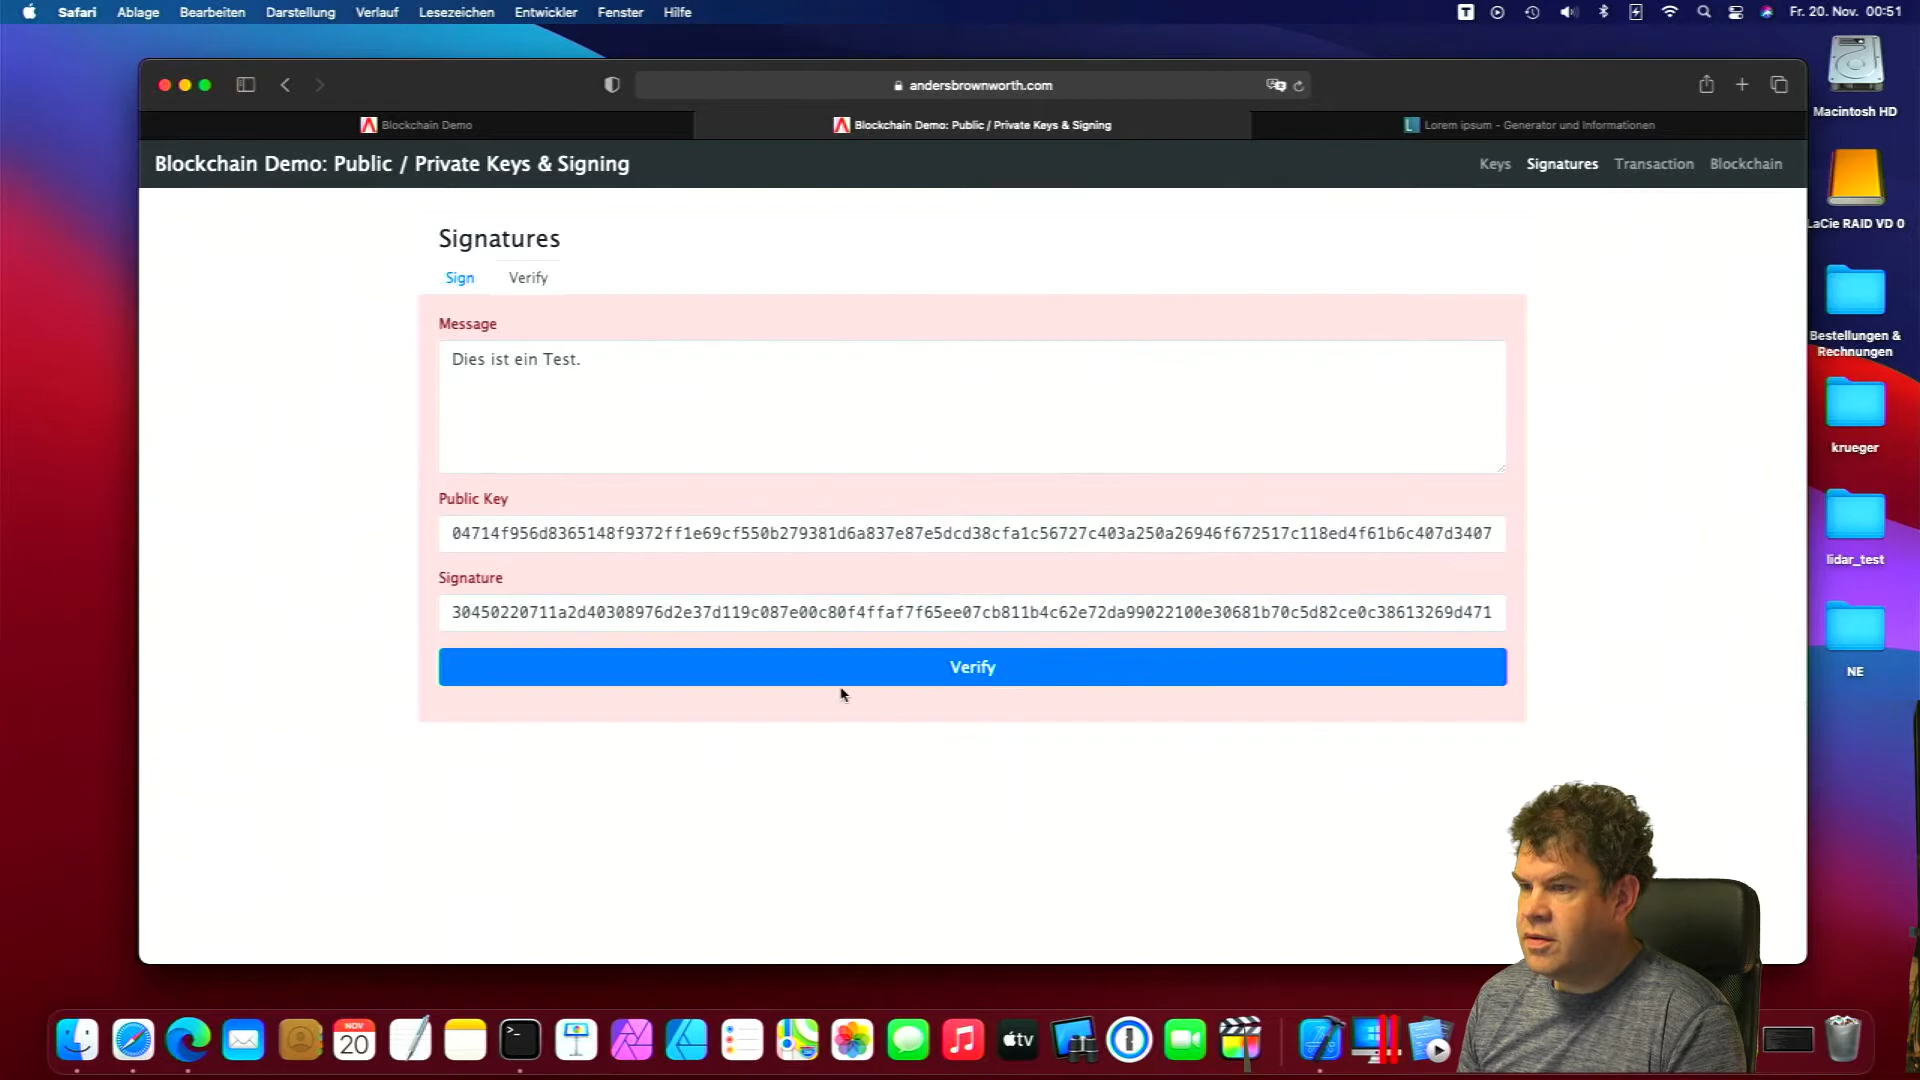 Safari Ablage Bearbeiten Darstellung Verlauf Lesezeichen Entwickler Fenster Hilfe
Fr. 20. Nov. 00:51
andersbrownworth.com
Blockchain Demo
Blockchain Demo: Public / Private Keys & Signing
Lorem ipsum - Generator und Informationen
Blockchain Demo: Public / Private Keys & Signing
Keys Signatures Transaction Blockchain
Signatures
Sign Verify
Message
Dies ist ein Test.
Public Key
04714f956d8365148f9372ff1e69cf550b279381d6a837e87e5dcd38cfa1c56727c403a250a26946f672517c118ed4f61b6c407d3407
Signature
30450220711a2d40308976d2e37d119c087e00c80f4ffaf7f65ee07cb811b4c62e72da99022100e30681b70c5d82ce0c38613269d471
Verify
Macintosh HD
LaCie RAID VD 0
Bestellungen &
Rechnungen
krueger
lidar_test
NE
NOV
20
tv